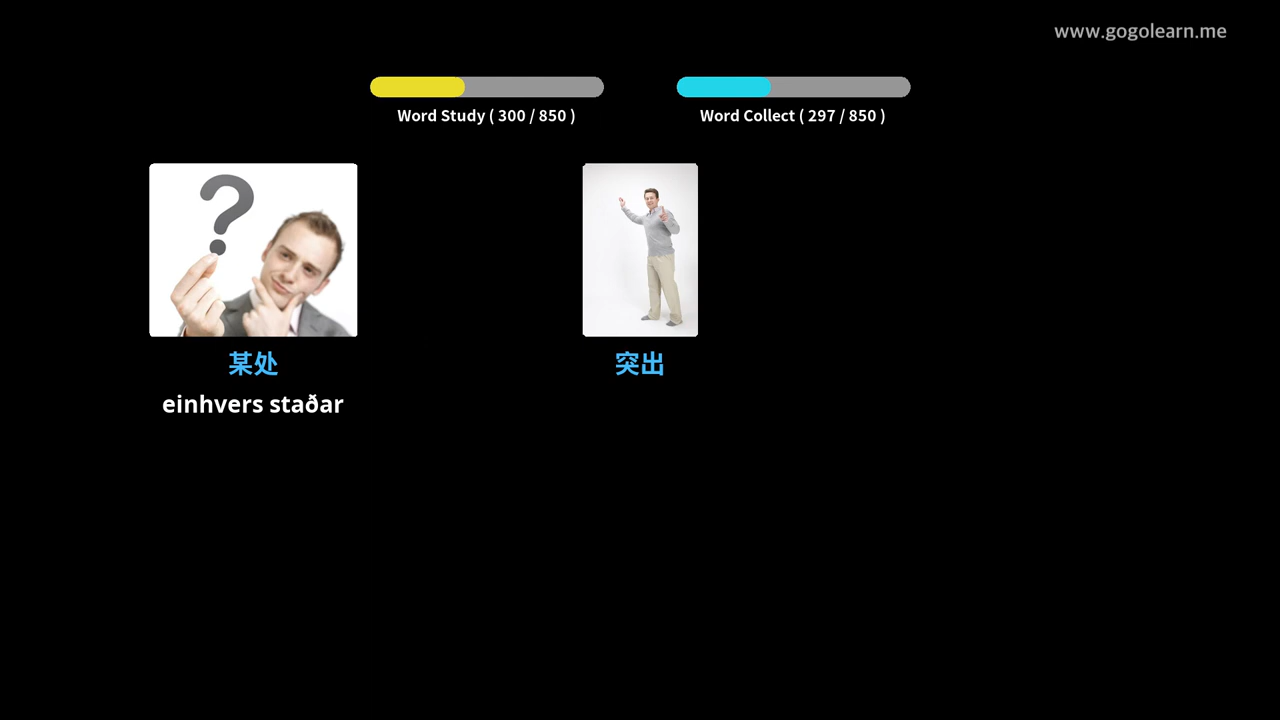 www.gogolearn.me
Word Study ( 300 / 850 )
Word Collect ( 297 / 850 )
某处
突出
einhvers staðar